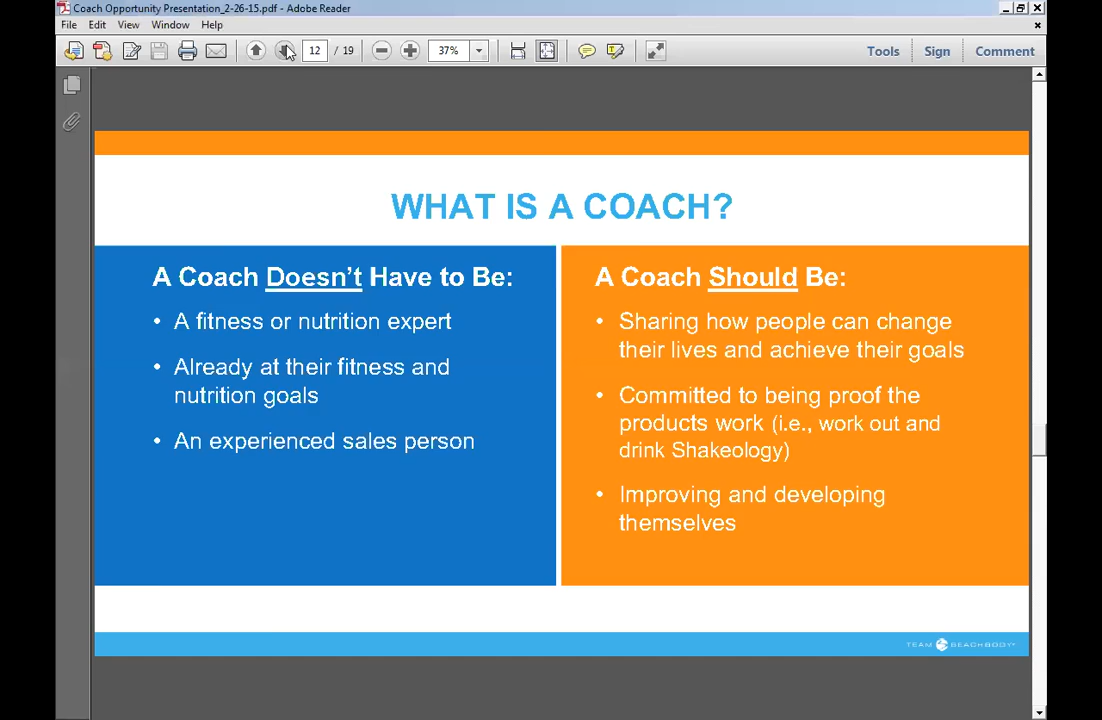 Coach Opportunity Presentation_2-26-15.pdf - Adobe Reader
File Edit View Window Help
12 / 19 37% Tools Sign Comment
WHAT IS A COACH?
A Coach Doesn't Have to Be:
• A fitness or nutrition expert
• Already at their fitness and
nutrition goals
• An experienced sales person
A Coach Should Be:
• Sharing how people can change
their lives and achieve their goals
• Committed to being proof the
products work (i.e., work out and
drink Shakeology)
• Improving and developing
themselves
TEAM BEACHBODY